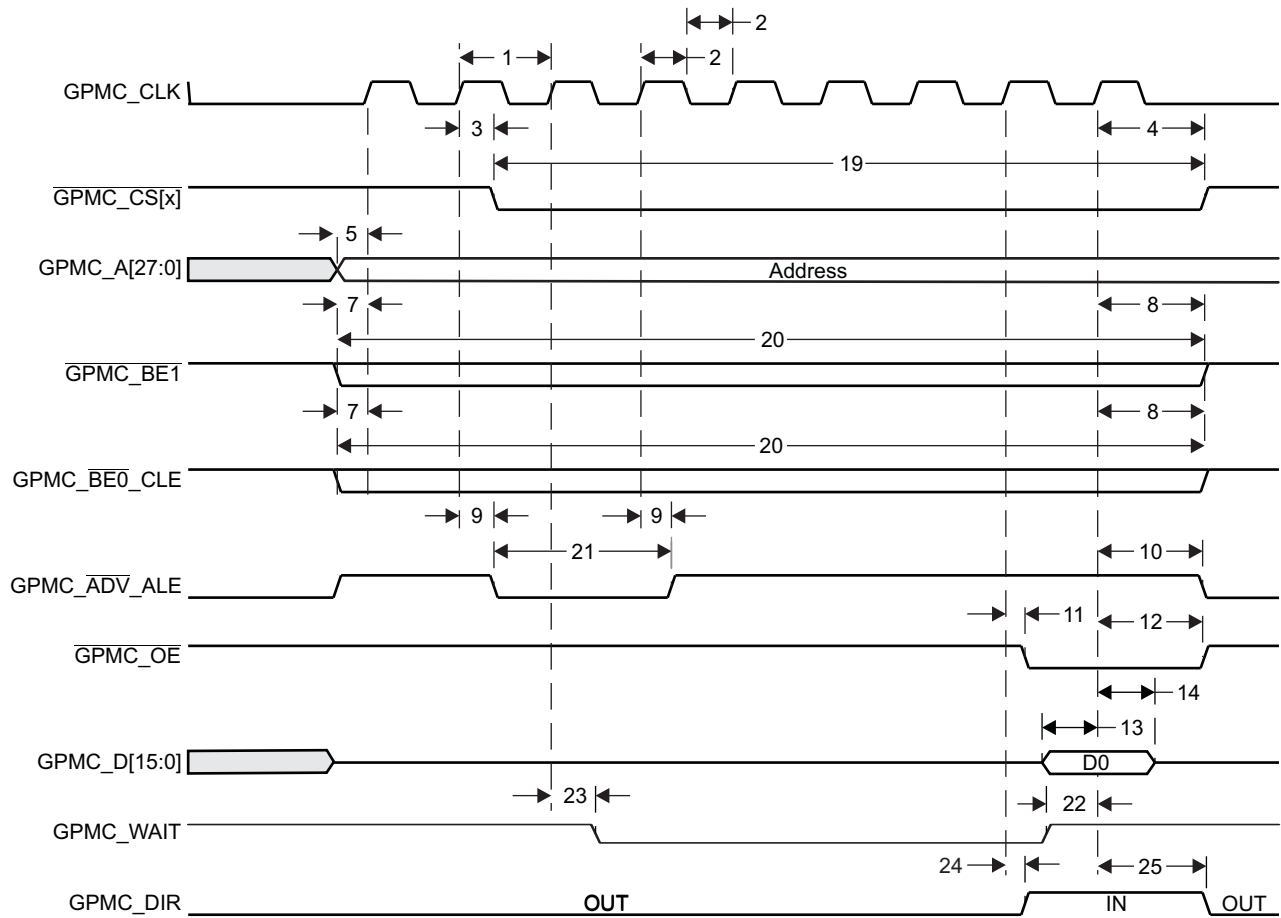 2
1
2
GPMC_CLK
3
4
19
GPMC_CS[x]
5
GPMC_A[27:0]
Address
7
8
20
GPMC_BE1
7
8
20
GPMC_BE0_CLE
9
9
21
10
GPMC_ADV_ALE
11
12
GPMC_OE
14
13
GPMC_D[15:0]
D0
23
22
GPMC_WAIT
24
25
GPMC_DIR
OUT
IN
OUT